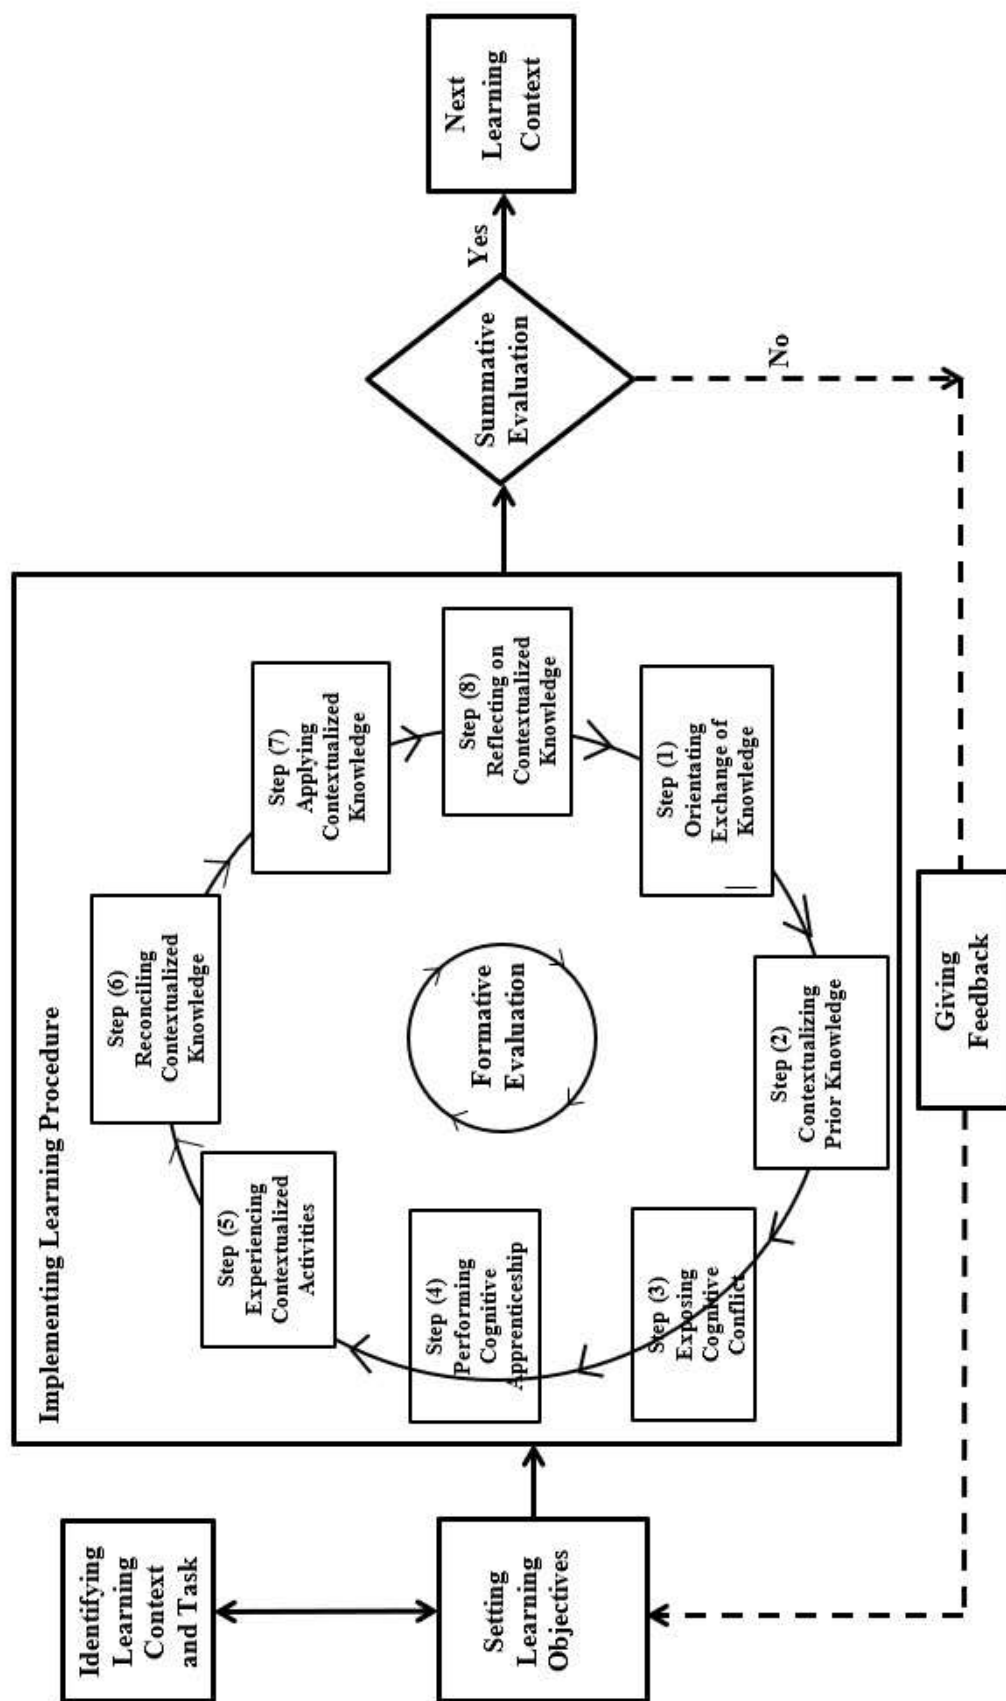 Identifying
Learning
Context
and Task
Setting
Learning
Objectives
Implementing Learning Procedure
Step (1)
Orientating
Exchange of
Knowledge
Step (2)
Contextualizing
Prior Knowledge
Step (3)
Exposing
Cognitive
Conflict
Step (4)
Performing
Cognitive
Apprenticeship
Step (5)
Experiencing
Contextualized
Activities
Step (6)
Reconciling
Contextualized
Knowledge
Step (7)
Applying
Contextualized
Knowledge
Step (8)
Reflecting on
Contextualized
Knowledge
Formative
Evaluation
Summative
Evaluation
Yes
Next
Learning
Context
No
Giving
Feedback